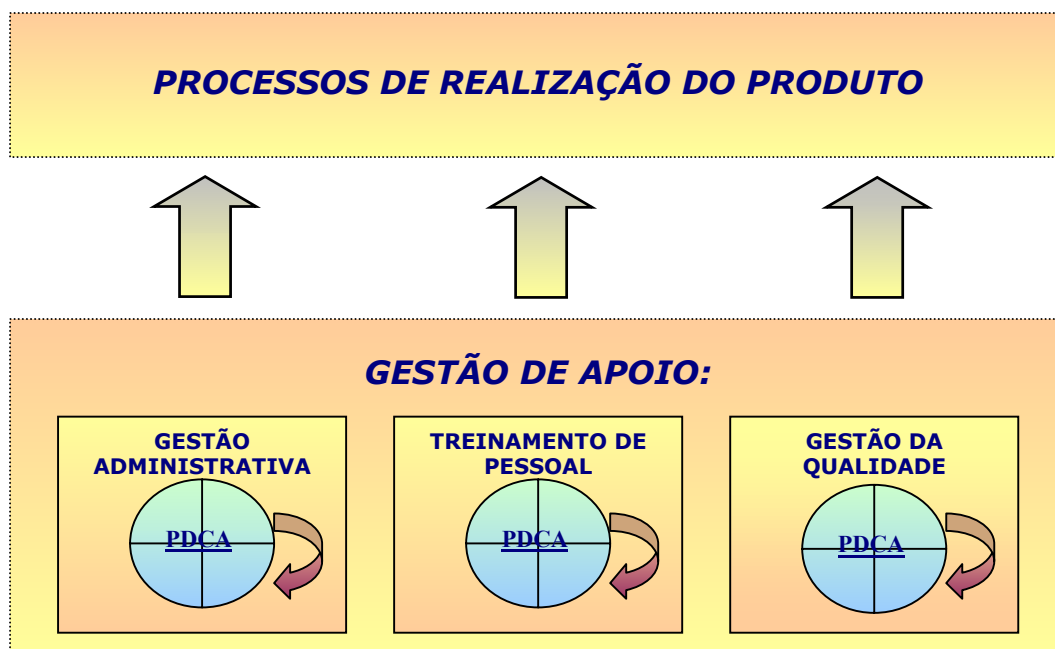 PROCESSOS DE REALIZAÇÃO DO PRODUTO
GESTÃO DE APOIO:
GESTÃO
ADMINISTRATIVA
PDCA
TREINAMENTO DE
PESSOAL
PDCA
GESTÃO DA
QUALIDADE
PDCA